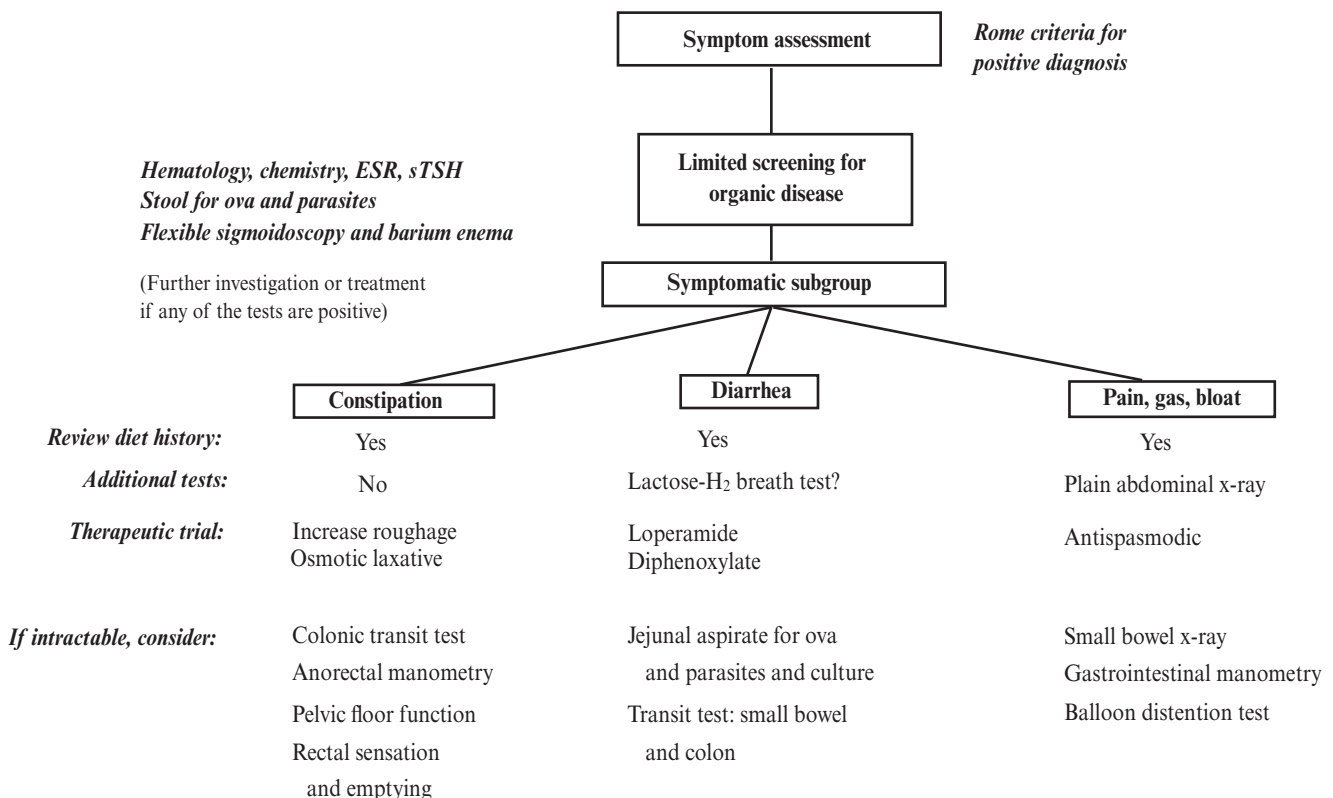 Symptom assessment
Rome criteria for
positive diagnosis
Hematology, chemistry, ESR, sTSH
Stool for ova and parasites
Flexible sigmoidoscopy and barium enema
(Further investigation or treatment
if any of the tests are positive)
Limited screening for
organic disease
Symptomatic subgroup
Constipation
Diarrhea
Pain, gas, bloat
Review diet history:
Yes
Yes
Yes
Additional tests:
No
Lactose-H2 breath test?
Plain abdominal x-ray
Therapeutic trial:
Increase roughage
Osmotic laxative
Loperamide
Diphenoxylate
Antispasmodic
If intractable, consider:
Colonic transit test
Anorectal manometry
Pelvic floor function
Rectal sensation
and emptying
Jejunal aspirate for ova
and parasites and culture
Transit test: small bowel
and colon
Small bowel x-ray
Gastrointestinal manometry
Balloon distention test